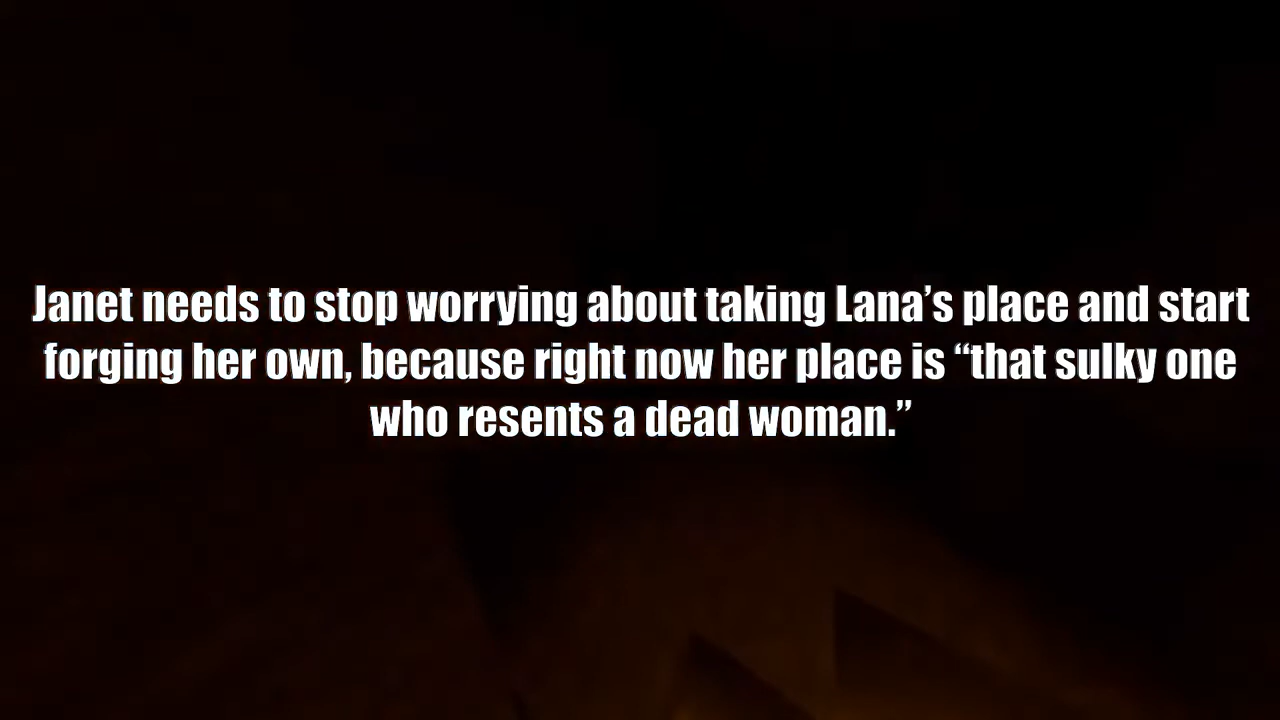 Janet needs to stop worrying about taking Lana’s place and start
forging her own, because right now her place is “that sulky one
who resents a dead woman.”